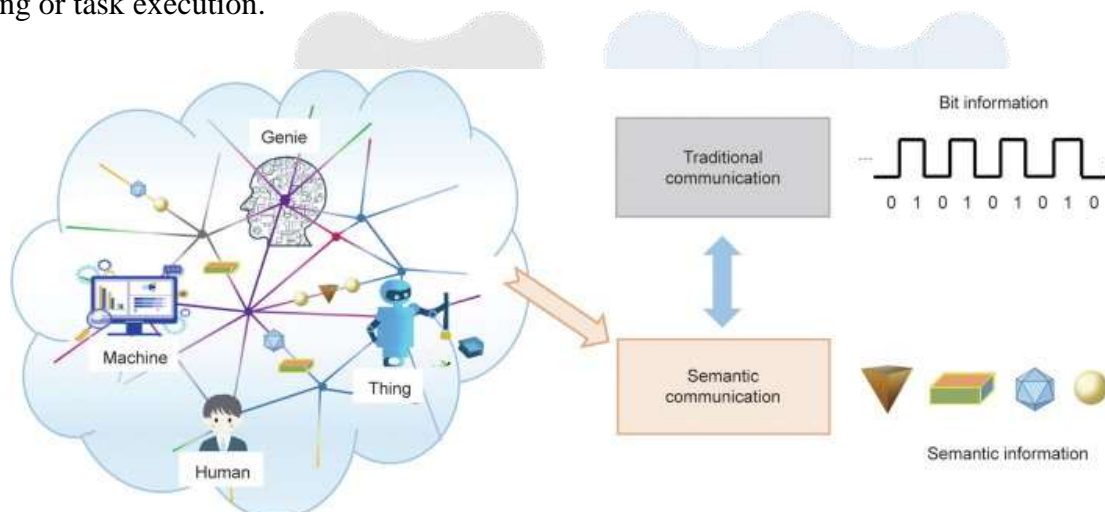 ng or task execution.
Genie
Machine
Thing
Human
Traditional
communication
Semantic
communication
Bit information
...
0 1 0 1 0 1 0 1 0
Semantic information